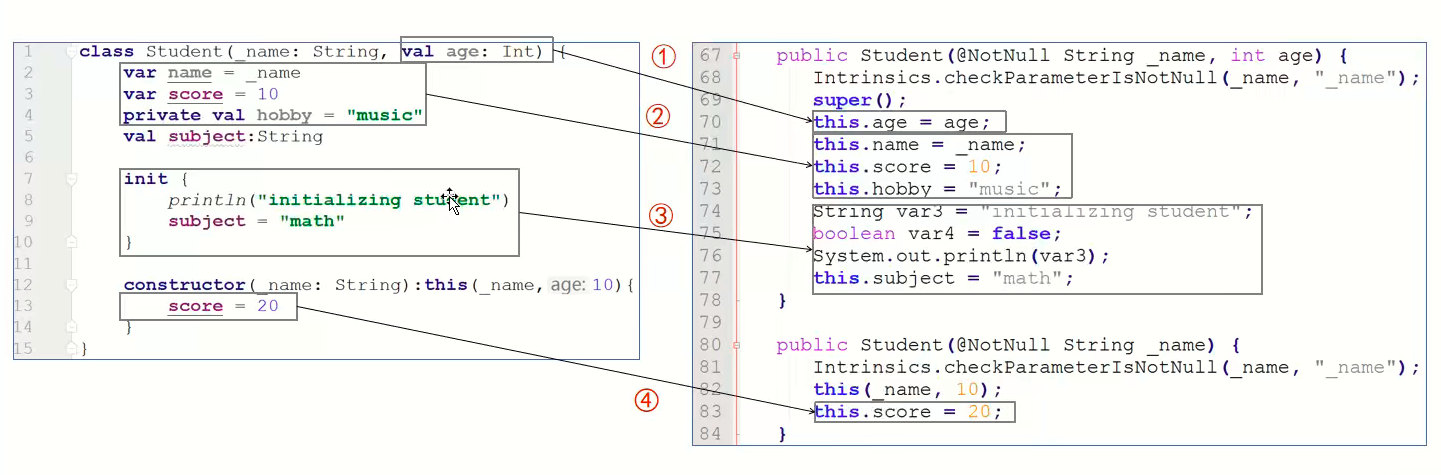 1 class Student(_name: String, val age: Int) {
2 var name = _name
3 var score = 10
4 private val hobby = "music"
5 val subject:String
6
7 init {
8 println("initializing student")
9 subject = "math"
10 }
11
12 constructor(_name: String):this(_name, age: 10){
13 score = 20
14 }
15 }
①
②
③
④
67 public Student(@NotNull String _name, int age) {
68 Intrinsics.checkParameterIsNotNull(_name, "_name");
69 super();
70 this.age = age;
71 this.name = _name;
72 this.score = 10;
73 this.hobby = "music";
74 String var3 = "initializing student";
75 boolean var4 = false;
76 System.out.println(var3);
77 this.subject = "math";
78 }
79
80 public Student(@NotNull String _name) {
81 Intrinsics.checkParameterIsNotNull(_name, "_name");
82 this(_name, 10);
83 this.score = 20;
84 }